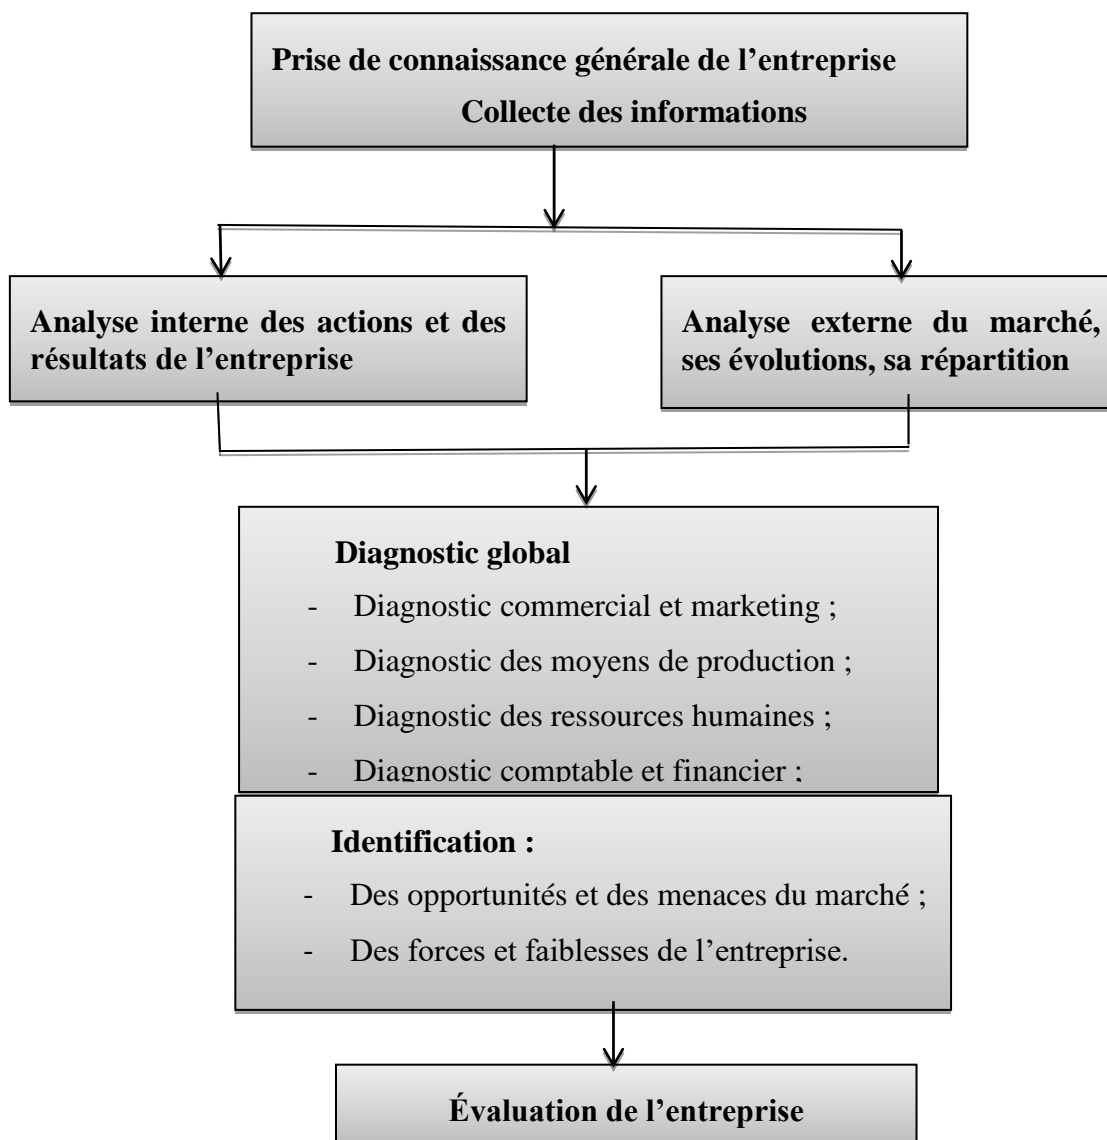 Prise de connaissance générale de l’entreprise
Collecte des informations
Analyse interne des actions et des
résultats de l’entreprise
Analyse externe du marché,
ses évolutions, sa répartition
Diagnostic global
- Diagnostic commercial et marketing ;
- Diagnostic des moyens de production ;
- Diagnostic des ressources humaines ;
- Diagnostic comptable et financier ;
Identification :
- Des opportunités et des menaces du marché ;
- Des forces et faiblesses de l’entreprise.
Évaluation de l’entreprise